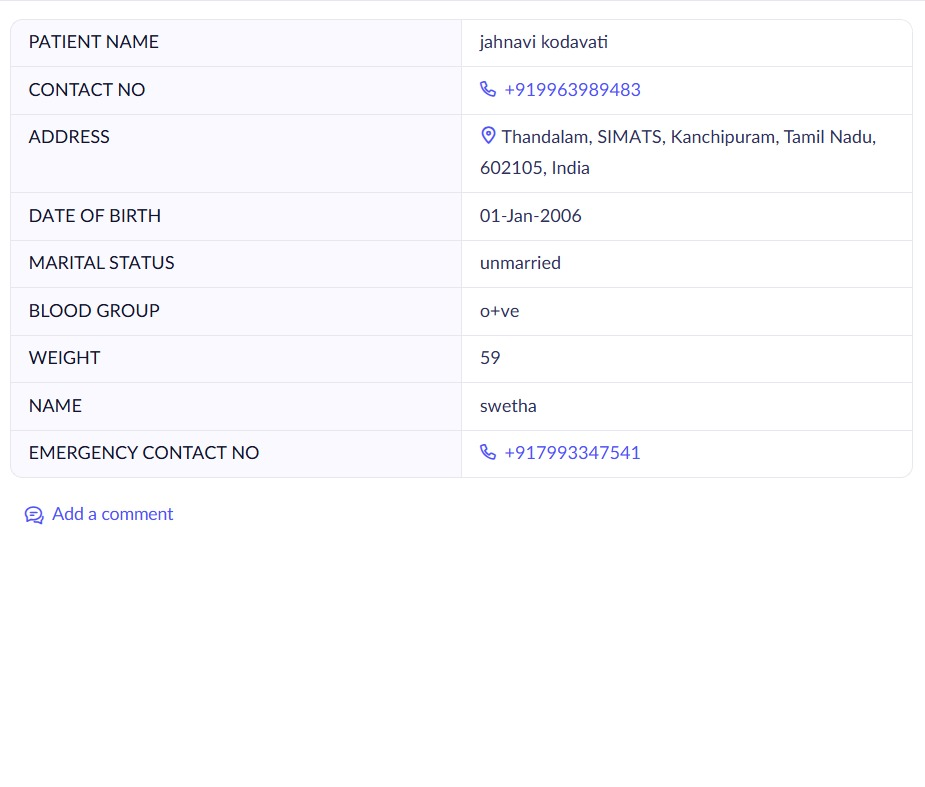 PATIENT NAME jahnavi kodavati
CONTACT NO +919963989483
ADDRESS Thandalam, SIMATS, Kanchipuram, Tamil Nadu,
602105, India
DATE OF BIRTH 01-Jan-2006
MARITAL STATUS unmarried
BLOOD GROUP o+ve
WEIGHT 59
NAME swetha
EMERGENCY CONTACT NO +917993347541
Add a comment